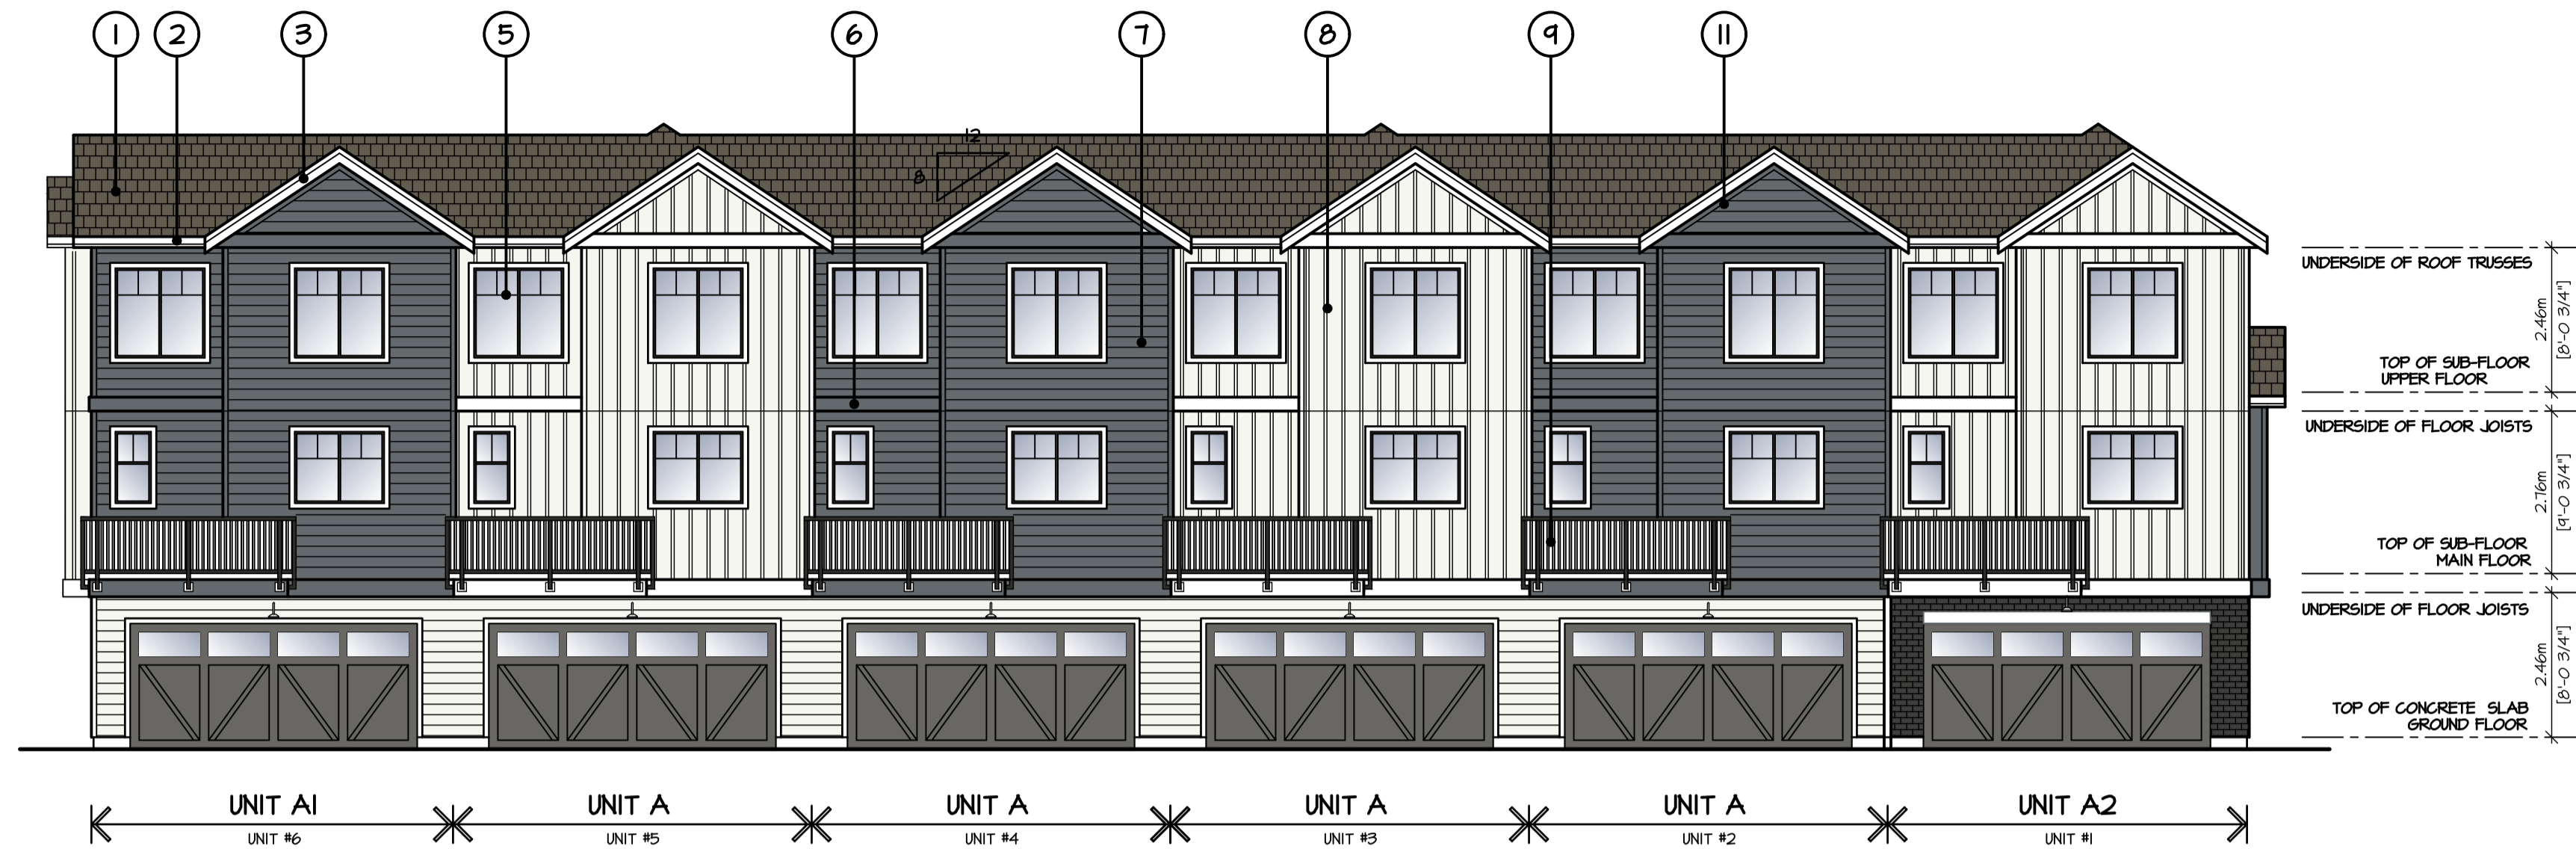 1 2 3 5 6 7 8 9 11
12
8
UNDERSIDE OF ROOF TRUSSES
2.46m
[8'-0 3/4"]
TOP OF SUB-FLOOR
UPPER FLOOR
UNDERSIDE OF FLOOR JOISTS
2.76m
[9'-0 3/4"]
TOP OF SUB-FLOOR
MAIN FLOOR
UNDERSIDE OF FLOOR JOISTS
2.46m
[8'-0 3/4"]
TOP OF CONCRETE SLAB
GROUND FLOOR
UNIT A1 UNIT A UNIT A UNIT A UNIT A UNIT A2
UNIT #6 UNIT #5 UNIT #4 UNIT #3 UNIT #2 UNIT #1